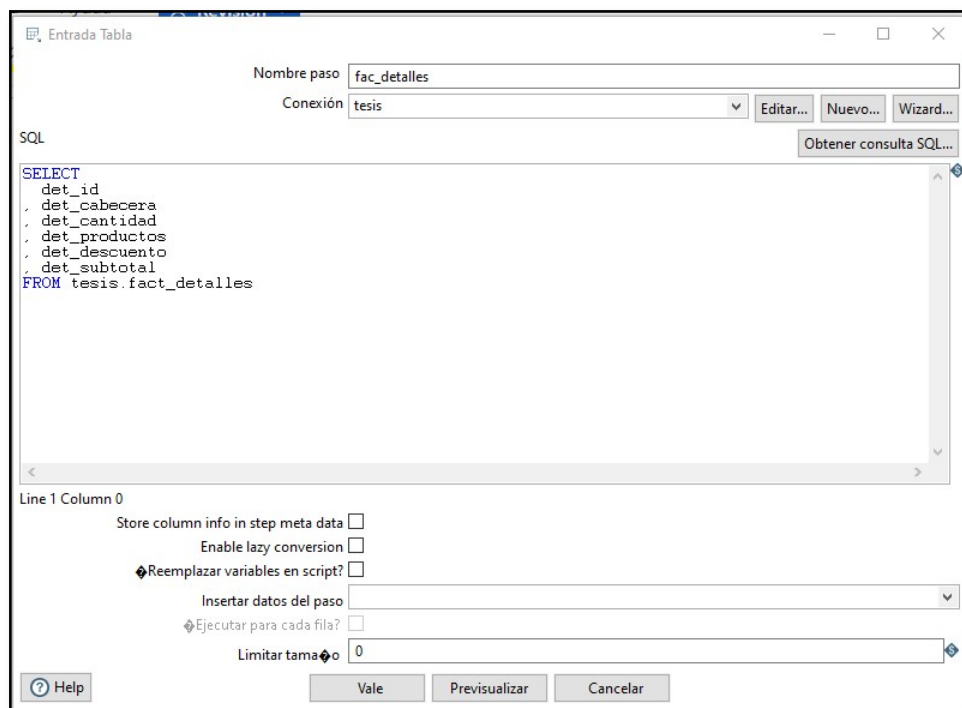 Entrada Tabla
Nombre paso fac_detalles
Conexión tesis Editar... Nuevo... Wizard...
SQL Obtener consulta SQL...
SELECT
det_id
, det_cabecera
, det_cantidad
, det_productos
, det_descuento
, det_subtotal
FROM tesis.fact_detalles
Line 1 Column 0
Store column info in step meta data
Enable lazy conversion
�Reemplazar variables en script?
Insertar datos del paso
�Ejecutar para cada fila?
Limitar tama�o 0
Help Vale Previsualizar Cancelar